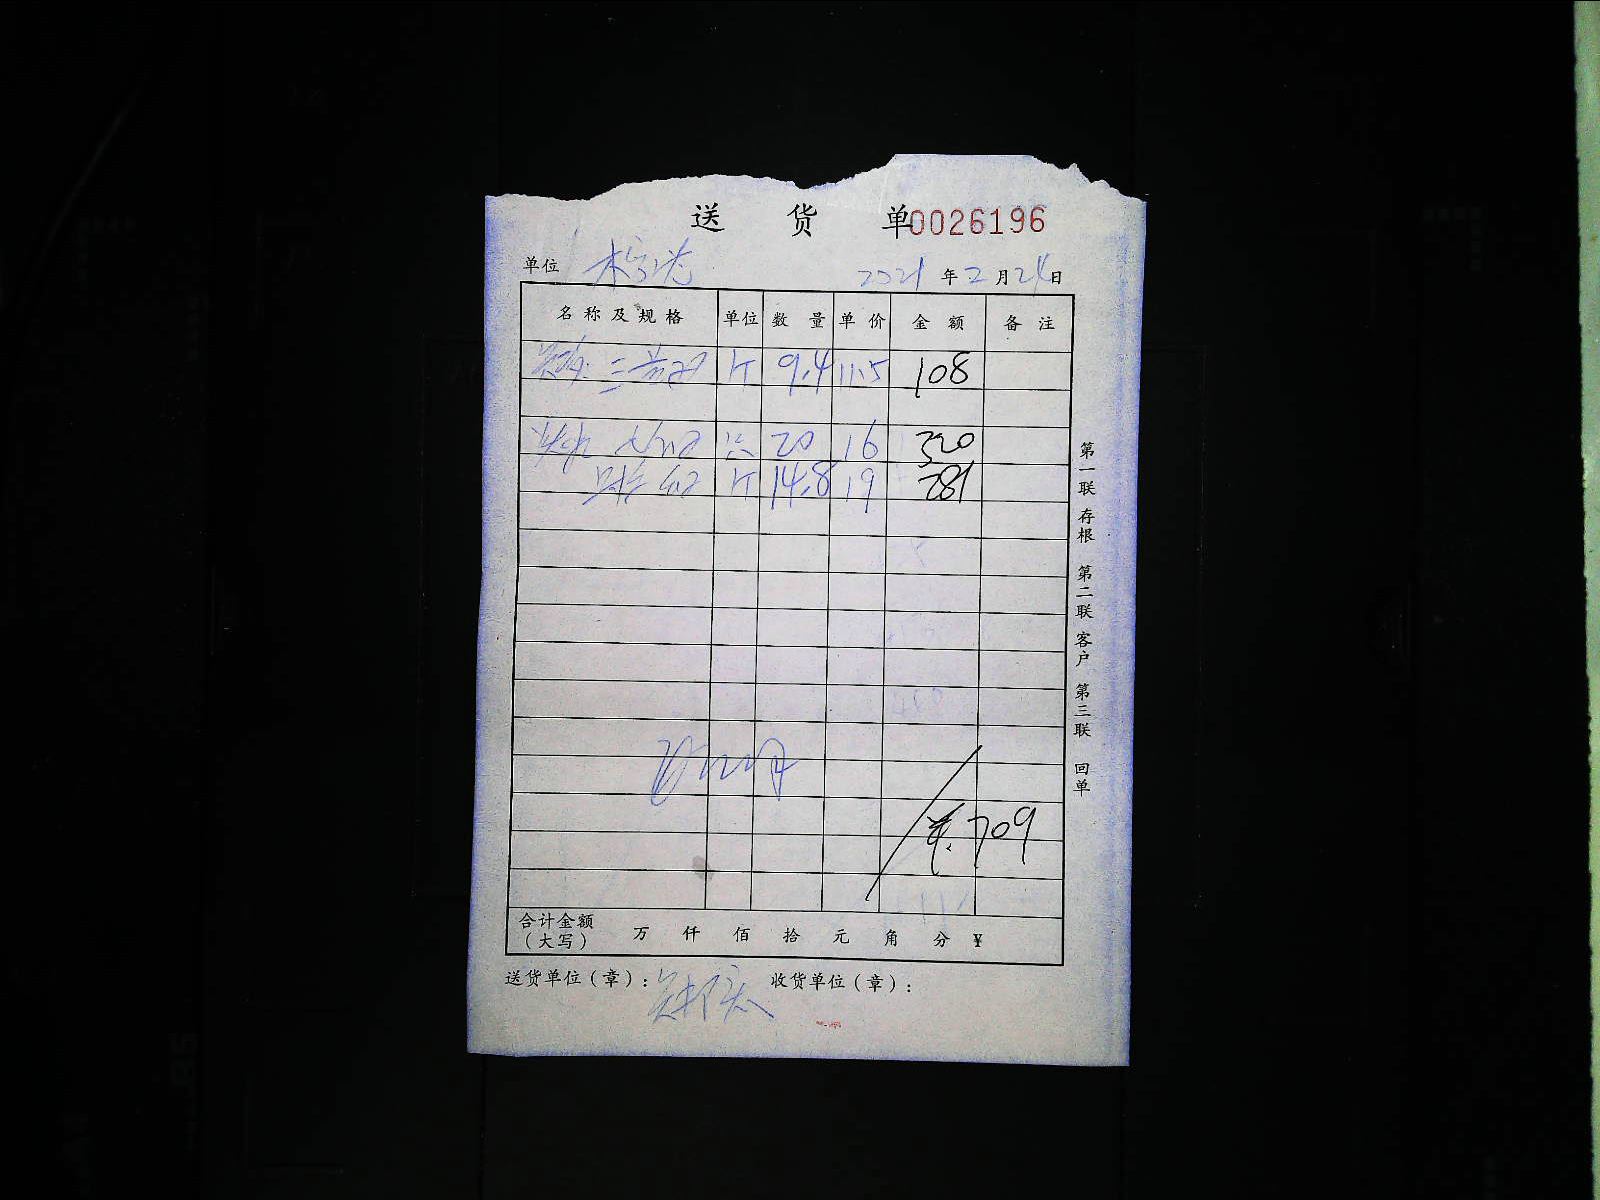 送 货 单0026196
单位
2021 年 2 月 24 日
名称及规格 单位 数量 单价 金额 备注
三 斤 9.4 11.5 108
20 16 320
斤 14.8 19 281
¥.709
合计金额(大写) 万 仟 佰 拾 元 角 分 ¥
送货单位(章): 收货单位(章):
第一联 存根 第二联 客户 第三联 回单